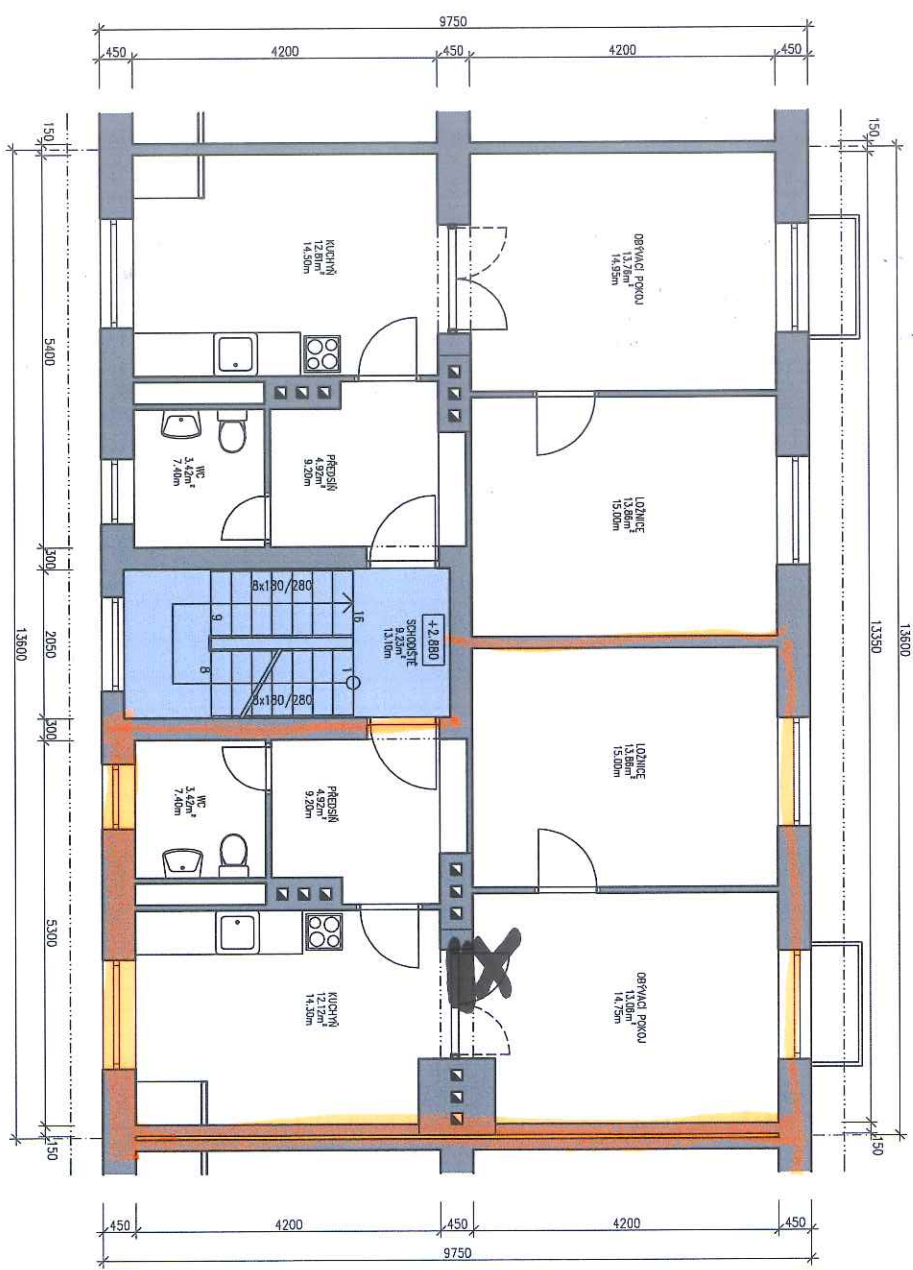 9750
450
4200
450
4200
450
150
150
13600
5400
300
2050
300
5300
150
13600
13350
150
KUCHYŇ
12.81m²
14.50m
OBÝVACÍ POKOJ
13.76m²
14.95m
WC
3.42m²
7.40m
PŘEDSÍŇ
4.92m²
9.20m
LOŽNICE
13.86m²
15.00m
8x180/280
9
16
+2.880
SCHODIŠTĚ
9.23m²
13.10m
8
1
8x180/280
LOŽNICE
13.86m²
15.00m
WC
3.42m²
7.40m
PŘEDSÍŇ
4.92m²
9.20m
KUCHYŇ
12.12m²
14.30m
OBÝVACÍ POKOJ
13.08m²
14.75m
450
4200
450
4200
450
9750